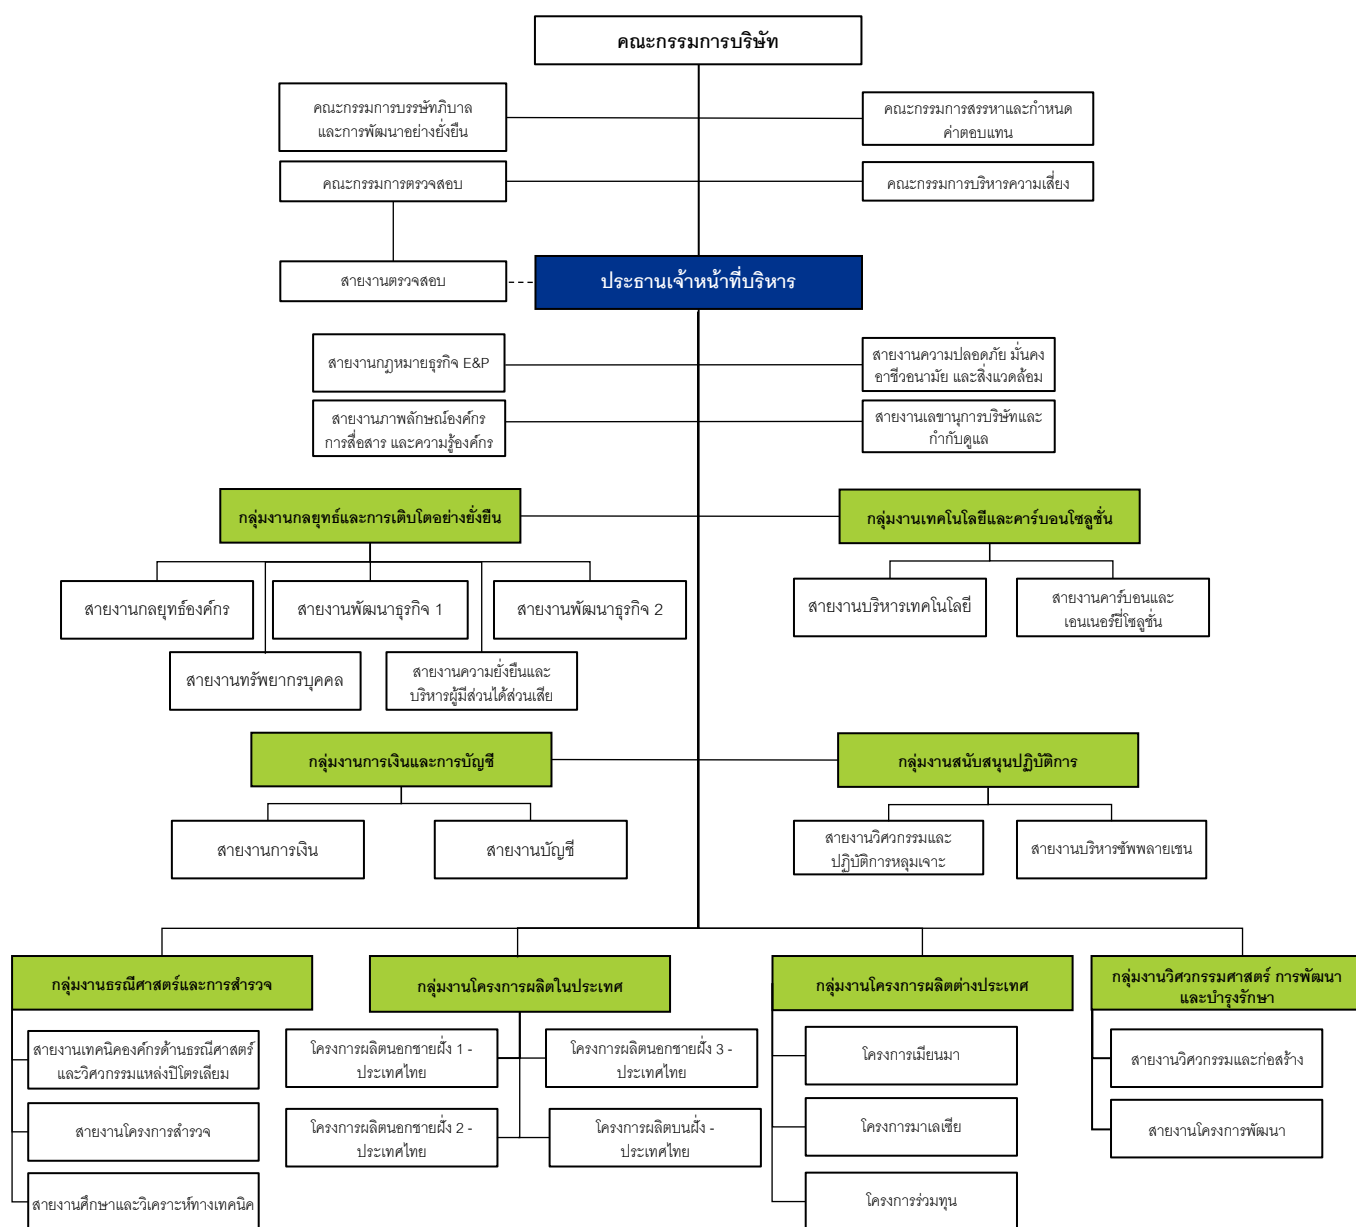 คณะกรรมการบริษัท
คณะกรรมการบรรษัทภิบาล
และการพัฒนาอย่างยั่งยืน
คณะกรรมการสรรหาและกำหนด
ค่าตอบแทน
คณะกรรมการตรวจสอบ
คณะกรรมการบริหารความเสี่ยง
สายงานตรวจสอบ
ประธานเจ้าหน้าที่บริหาร
สายงานกฎหมายธุรกิจ E&P
สายงานความปลอดภัย มั่นคง
อาชีวอนามัย และสิ่งแวดล้อม
สายงานภาพลักษณ์องค์กร
การสื่อสาร และความรู้องค์กร
สายงานเลขานุการบริษัทและ
กำกับดูแล
กลุ่มงานกลยุทธ์และการเติบโตอย่างยั่งยืน
กลุ่มงานเทคโนโลยีและคาร์บอนโซลูชั่น
สายงานกลยุทธ์องค์กร
สายงานพัฒนาธุรกิจ 1
สายงานพัฒนาธุรกิจ 2
สายงานบริหารเทคโนโลยี
สายงานคาร์บอนและ
เอนเนอร์ยี่โซลูชั่น
สายงานทรัพยากรบุคคล
สายงานความยั่งยืนและ
บริหารผู้มีส่วนได้ส่วนเสีย
กลุ่มงานการเงินและการบัญชี
กลุ่มงานสนับสนุนปฏิบัติการ
สายงานการเงิน
สายงานบัญชี
สายงานวิศวกรรมและ
ปฏิบัติการหลุมเจาะ
สายงานบริหารซัพพลายเชน
กลุ่มงานธรณีศาสตร์และการสำรวจ
กลุ่มงานโครงการผลิตในประเทศ
กลุ่มงานโครงการผลิตต่างประเทศ
กลุ่มงานวิศวกรรมศาสตร์ การพัฒนา
และบำรุงรักษา
สายงานเทคนิคองค์กรด้านธรณีศาสตร์
และวิศวกรรมแหล่งปิโตรเลียม
โครงการผลิตนอกชายฝั่ง 1 -
ประเทศไทย
โครงการผลิตนอกชายฝั่ง 3 -
ประเทศไทย
โครงการเมียนมา
สายงานวิศวกรรมและก่อสร้าง
สายงานโครงการสำรวจ
โครงการผลิตนอกชายฝั่ง 2 -
ประเทศไทย
โครงการผลิตบนฝั่ง -
ประเทศไทย
โครงการมาเลเซีย
สายงานโครงการพัฒนา
สายงานศึกษาและวิเคราะห์ทางเทคนิค
โครงการร่วมทุน